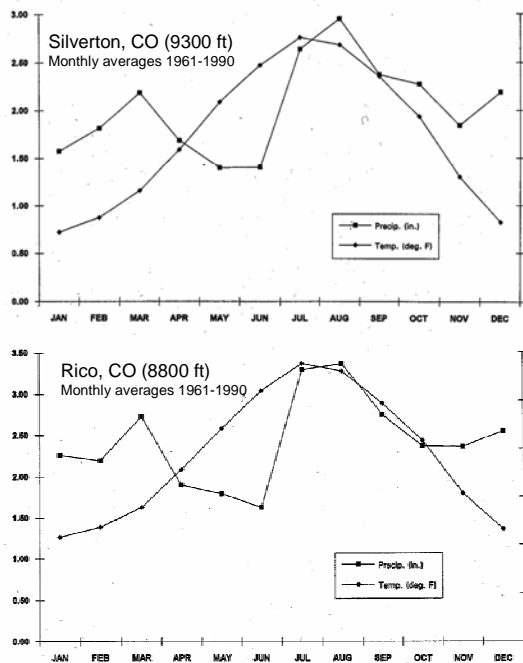 3.00
Silverton, CO (9300 ft)
Monthly averages 1961-1990
2.50
2.00
1.50
1.00
0.50
0.00
Precip. (in.)
Temp. (deg. F)
JAN FEB MAR APR MAY JUN JUL AUG SEP OCT NOV DEC
3.50
Rico, CO (8800 ft)
Monthly averages 1961-1990
3.00
2.50
2.00
1.50
1.00
0.50
0.00
Precip. (in.)
Temp. (deg. F)
JAN FEB MAR APR MAY JUN JUL AUG SEP OCT NOV DEC